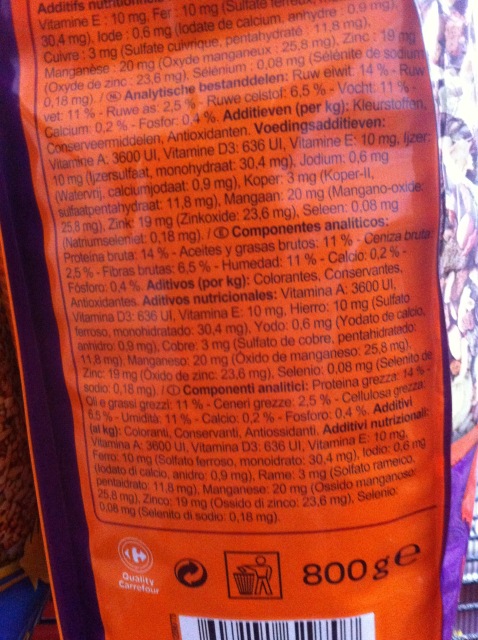 Additifs nutritionnels
Vitamine E : 10 mg, Fer : 10 mg (Sulfate ferreux,
30,4 mg), Iode : 0,6 mg (Iodate de calcium, anhydre : 0,9 mg),
Cuivre : 3 mg (Sulfate cuivrique, pentahydraté : 11,8 mg),
Manganèse : 20 mg (Oxyde manganeux : 25,8 mg), Zinc : 19 mg
(Oxyde de zinc : 23,6 mg), Sélénium : 0,08 mg (Sélénite de sodium
0,18 mg). / Analytische bestanddelen: Ruw eiwit: 14 % - Ruw
vet: 11 % - Ruwe as: 2,5 % - Ruwe celstof: 6,5 % - Vocht: 11 % -
Calcium: 0,2 % - Fosfor: 0,4 %. Additieven (per kg): Kleurstoffen,
Conserveermiddelen, Antioxidanten. Voedingsadditieven:
Vitamine A: 3600 UI, Vitamine D3: 636 UI, Vitamine E: 10 mg, Ijzer:
10 mg (Ijzersulfaat, monohydraat: 30,4 mg), Jodium: 0,6 mg
(Watervrij, calciumjodaat: 0,9 mg), Koper: 3 mg (Koper-II,
sulfaatpentahydraat: 11,8 mg), Mangaan: 20 mg (Mangano-oxide:
25,8 mg), Zink: 19 mg (Zinkoxide: 23,6 mg), Seleen: 0,08 mg
(Natriumseleniet: 0,18 mg). / E Componentes analíticos:
Proteína bruta: 14 % - Aceites y grasas brutos: 11 % - Ceniza bruta:
2,5 % - Fibras brutas: 6,5 % - Humedad: 11 % - Calcio: 0,2 % -
Fósforo: 0,4 %. Aditivos (por kg): Colorantes, Conservantes,
Antioxidantes. Aditivos nutricionales: Vitamina A: 3600 UI,
Vitamina D3: 636 UI, Vitamina E: 10 mg, Hierro: 10 mg (Sulfato
ferroso, monohidratado: 30,4 mg), Yodo: 0,6 mg (Yodato de calcio,
anhidro: 0,9 mg), Cobre: 3 mg (Sulfato de cobre, pentahidratado:
11,8 mg), Manganeso: 20 mg (Óxido de manganeso: 25,8 mg),
Zinc: 19 mg (Óxido de zinc: 23,6 mg), Selenio: 0,08 mg (Selenito de
sodio: 0,18 mg). / I Componenti analitici: Proteina grezza: 14 % -
Oli e grassi grezzi: 11 % - Ceneri grezze: 2,5 % - Cellulosa grezza:
6,5 % - Umidità: 11 % - Calcio: 0,2 % - Fosforo: 0,4 %. Additivi
(al kg): Coloranti, Conservanti, Antiossidanti. Additivi nutrizionali:
Vitamina A: 3600 UI, Vitamina D3: 636 UI, Vitamina E: 10 mg,
Ferro: 10 mg (Solfato ferroso, monoidrato: 30,4 mg), Iodio: 0,6 mg
(Iodato di calcio, anidro: 0,9 mg), Rame: 3 mg (Solfato rameico,
pentaidrato: 11,8 mg), Manganese: 20 mg (Ossido manganoso:
25,8 mg), Zinco: 19 mg (Ossido di zinco: 23,6 mg), Selenio:
0,08 mg (Selenito di sodio: 0,18 mg).
Quality
Carrefour
800 g e